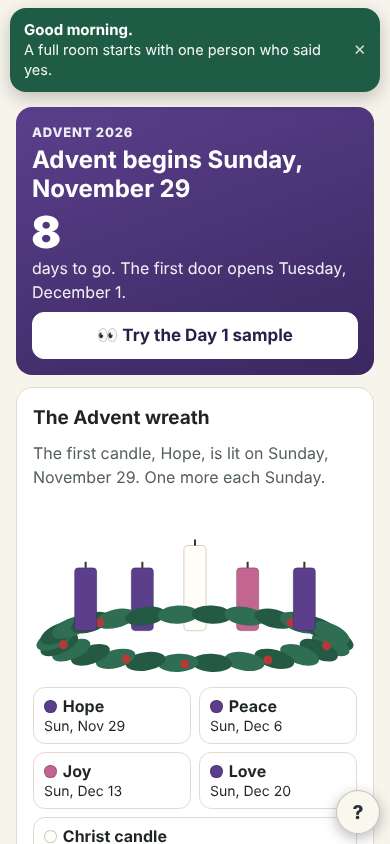 Good morning.
A full room starts with one person who said
yes.
×
ADVENT 2026
Advent begins Sunday,
November 29
8
days to go. The first door opens Tuesday,
December 1.
👀 Try the Day 1 sample
The Advent wreath
The first candle, Hope, is lit on Sunday,
November 29. One more each Sunday.
Hope
Sun, Nov 29
Peace
Sun, Dec 6
Joy
Sun, Dec 13
Love
Sun, Dec 20
Christ candle
?